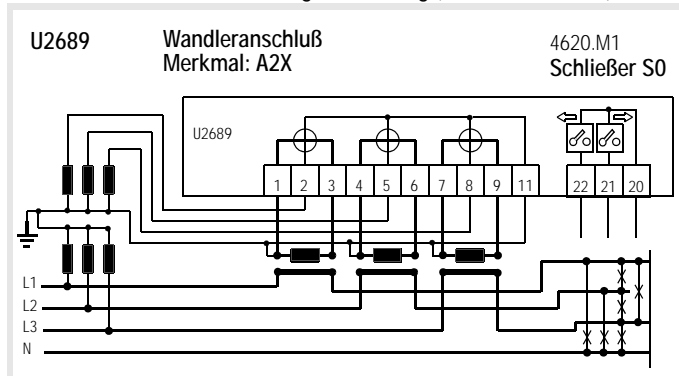 U2689
Wandleranschluß
Merkmal: A2X
4620.M1
Schließer S0
U2689
1 2 3 4 5 6 7 8 9 11
22 21 20
L1
L2
L3
N